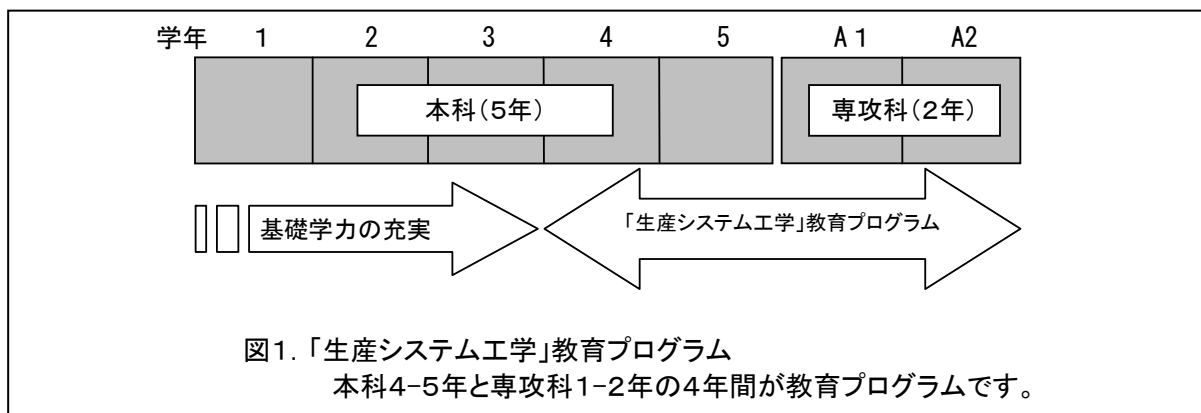 学年 1 2 3 4 5 A1 A2
本科(5年) 専攻科(2年)
基礎学力の充実 「生産システム工学」教育プログラム
図1.「生産システム工学」教育プログラム
本科4-5年と専攻科1-2年の4年間が教育プログラムです。